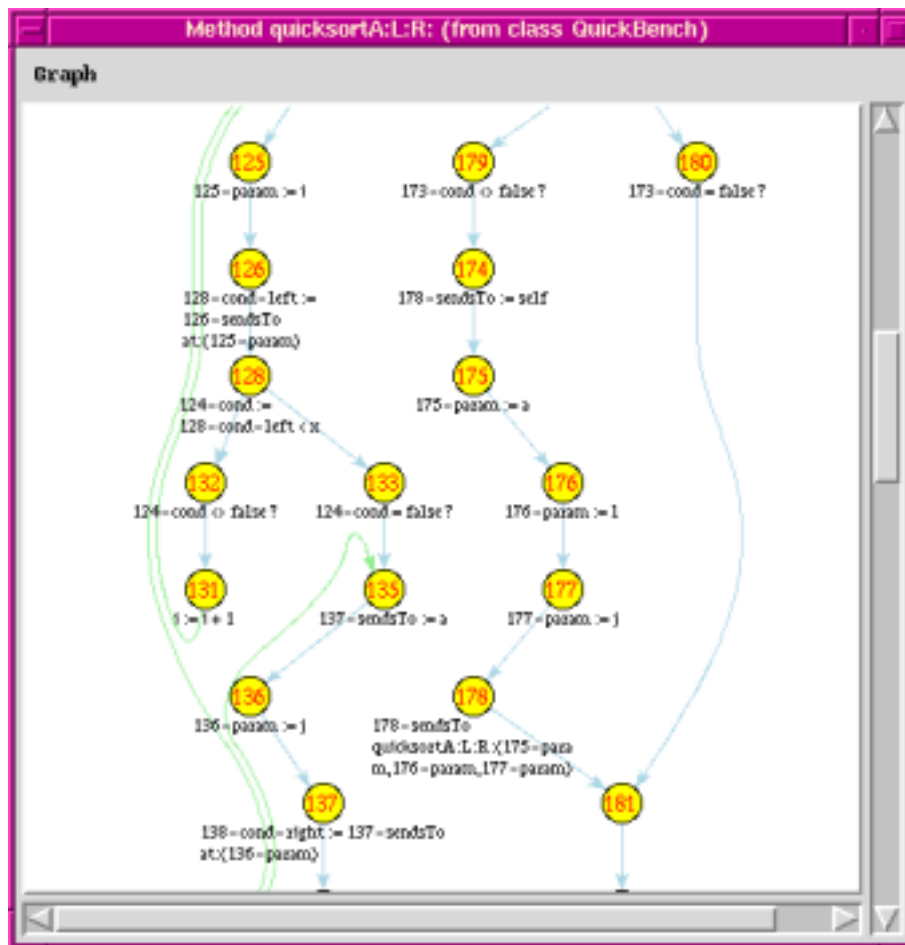 Method quicksortA:L:R: (from class QuickBench)
Graph
125
179
180
125-param := i
173-cond <> false?
173-cond = false?
126
174
128-cond-left :=
126-sendsTo
at:(125-param)
178-sendsTo := self
128
175
124-cond :=
128-cond-left < x
175-param := a
132
133
176
124-cond <> false?
124-cond = false?
176-param := l
131
135
177
i := i + 1
137-sendsTo := a
177-param := j
136
178
136-param := j
178-sendsTo
quicksortA:L:R:(175-para
m,176-param,177-param)
137
181
138-cond-right := 137-sendsTo
at:(136-param)